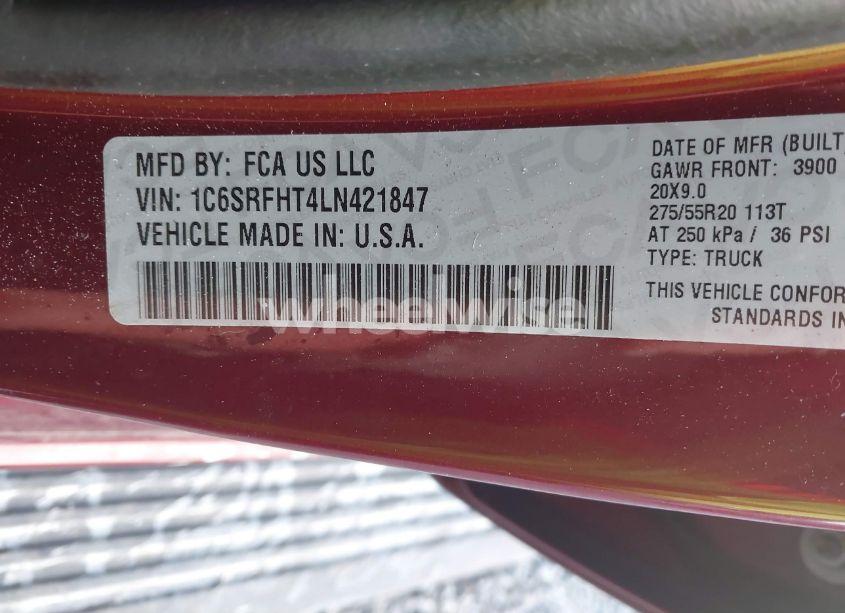 MFD BY: FCA US LLC
VIN: 1C6SRFHT4LN421847
VEHICLE MADE IN: U.S.A.
DATE OF MFR (BUILT)
GAWR FRONT: 3900
20X9.0
275/55R20 113T
AT 250 kPa / 36 PSI
TYPE: TRUCK
THIS VEHICLE CONFOR
STANDARDS IN
wheelwise